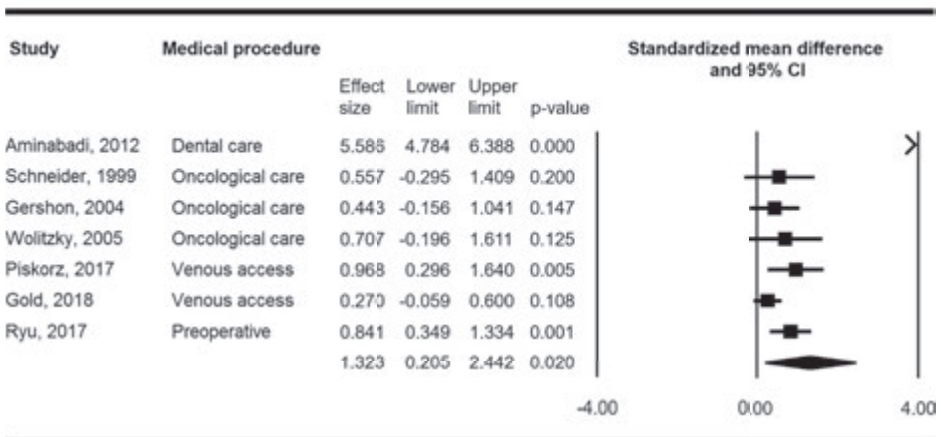 Study Medical procedure Standardized mean difference
and 95% CI
Effect Lower Upper
size limit limit p-value
Aminabadi, 2012 Dental care 5.586 4.784 6.388 0.000
Schneider, 1999 Oncological care 0.557 -0.295 1.409 0.200
Gershon, 2004 Oncological care 0.443 -0.156 1.041 0.147
Wolitzky, 2005 Oncological care 0.707 -0.196 1.611 0.125
Piskorz, 2017 Venous access 0.968 0.296 1.640 0.005
Gold, 2018 Venous access 0.270 -0.059 0.600 0.108
Ryu, 2017 Preoperative 0.841 0.349 1.334 0.001
1.323 0.205 2.442 0.020
-4.00 0.00 4.00